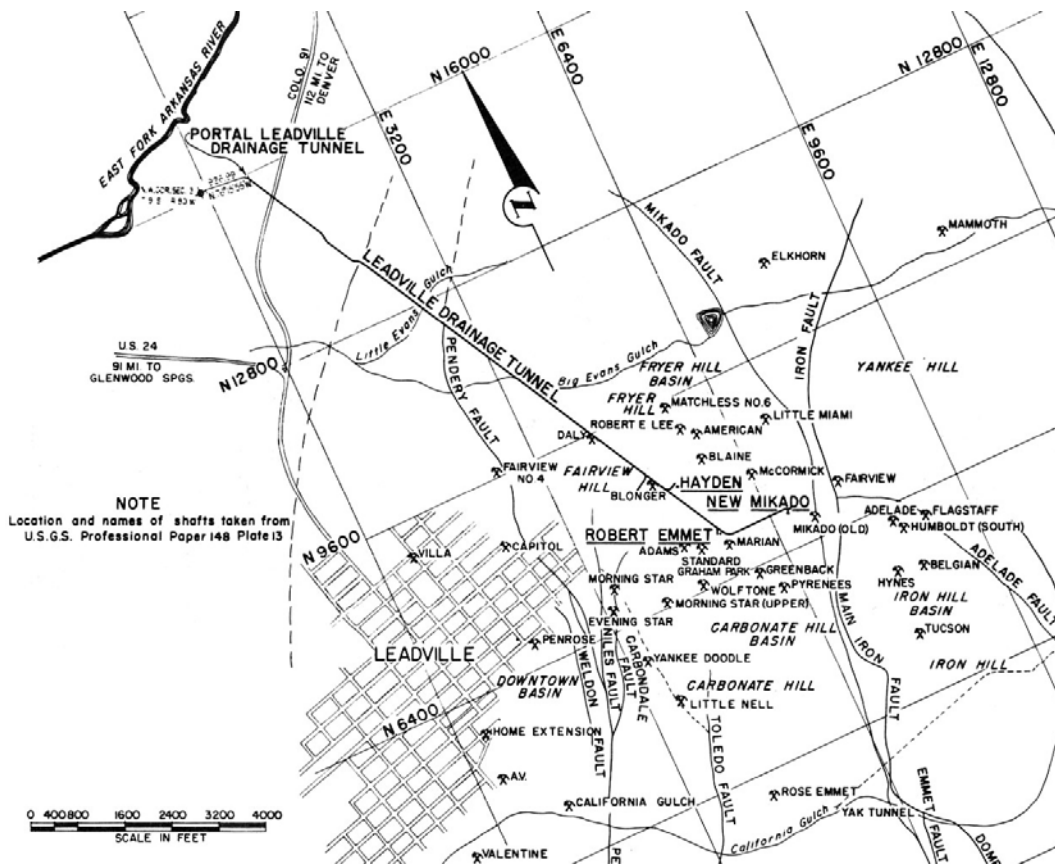 EAST FORK ARKANSAS RIVER
COLO. 91
112 MI. TO
DENVER
N 16000
E 3200
E 6400
E 9600
N 12800
E 12800
PORTAL LEADVILLE
DRAINAGE TUNNEL
Z
MIKADO FAULT
MAMMOTH
ELKHORN
IRON FAULT
LEADVILLE DRAINAGE TUNNEL
Little Evans Gulch
Big Evans Gulch
U.S. 24
91 MI. TO
GLENWOOD SPGS.
N 12800
PENDERY FAULT
FRYER HILL
BASIN
YANKEE HILL
FRYER
HILL
MATCHLESS NO. 6
LITTLE MIAMI
ROBERT E LEE
AMERICAN
DALY
BLAINE
FAIRVIEW
NO 4
FAIRVIEW
HILL
McCORMICK
FAIRVIEW
HAYDEN
BLONGER
NEW MIKADO
ADELADE
FLAGSTAFF
HUMBOLDT (SOUTH)
MIKADO (OLD)
NOTE
Location and names of shafts taken from
U.S.G.S. Professional Paper 148 Plate 13
N 9600
VILLA
CAPITOL
ROBERT EMMET
MARIAN
ADAMS
STANDARD
GRAHAM PARK
GREENBACK
BELGIAN
HYNES
ADELADE FAULT
MORNING STAR
WOLFTONE
PYRENEES
MORNING STAR (UPPER)
IRON HILL
BASIN
EVENING STAR
CARBONATE HILL
BASIN
TUCSON
PENROSE
LEADVILLE
DOWNTOWN
BASIN
WELDON FAULT
NILES FAULT
CARBONDALE
FAULT
YANKEE DOODLE
IRON HILL
MAIN IRON FAULT
CARBONATE HILL
LITTLE NELL
N 6400
HOME EXTENSION
TOLEDO FAULT
A.V.
CALIFORNIA GULCH
ROSE EMMET
YAK TUNNEL
EMMET FAULT
California Gulch
VALENTINE
0 400 800 1600 2400 3200 4000
SCALE IN FEET